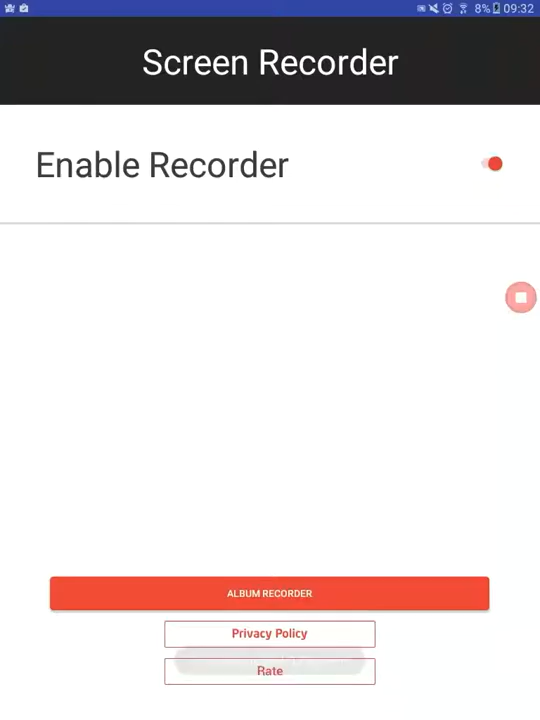 8% 09:32
Screen Recorder
Enable Recorder
ALBUM RECORDER
Privacy Policy
Rate